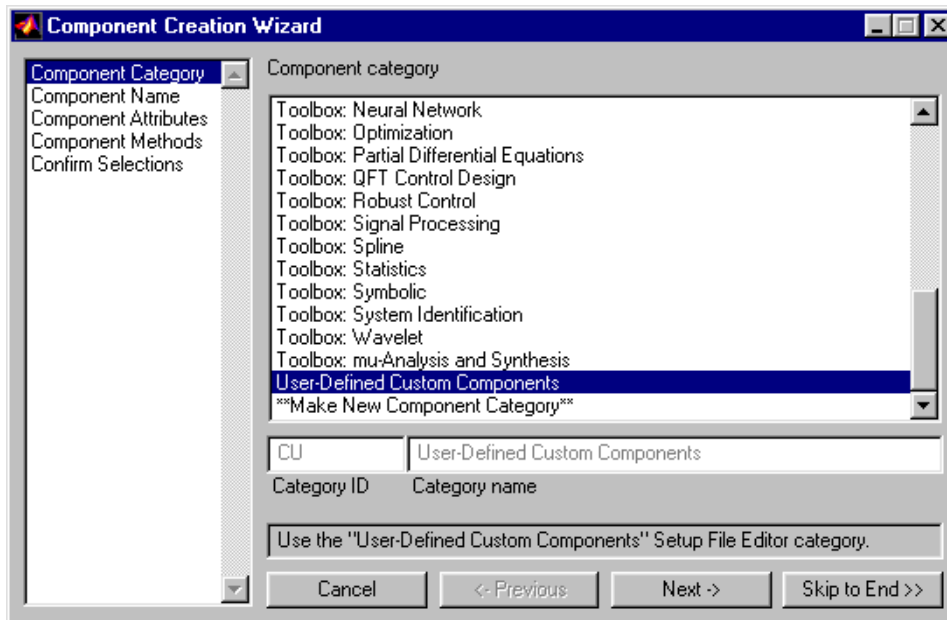 Component Creation Wizard
Component Category
Component Name
Component Attributes
Component Methods
Confirm Selections
Component category
Toolbox: Neural Network
Toolbox: Optimization
Toolbox: Partial Differential Equations
Toolbox: QFT Control Design
Toolbox: Robust Control
Toolbox: Signal Processing
Toolbox: Spline
Toolbox: Statistics
Toolbox: Symbolic
Toolbox: System Identification
Toolbox: Wavelet
Toolbox: mu-Analysis and Synthesis
User-Defined Custom Components
**Make New Component Category**
CU User-Defined Custom Components
Category ID Category name
Use the "User-Defined Custom Components" Setup File Editor category.
Cancel <- Previous Next -> Skip to End >>